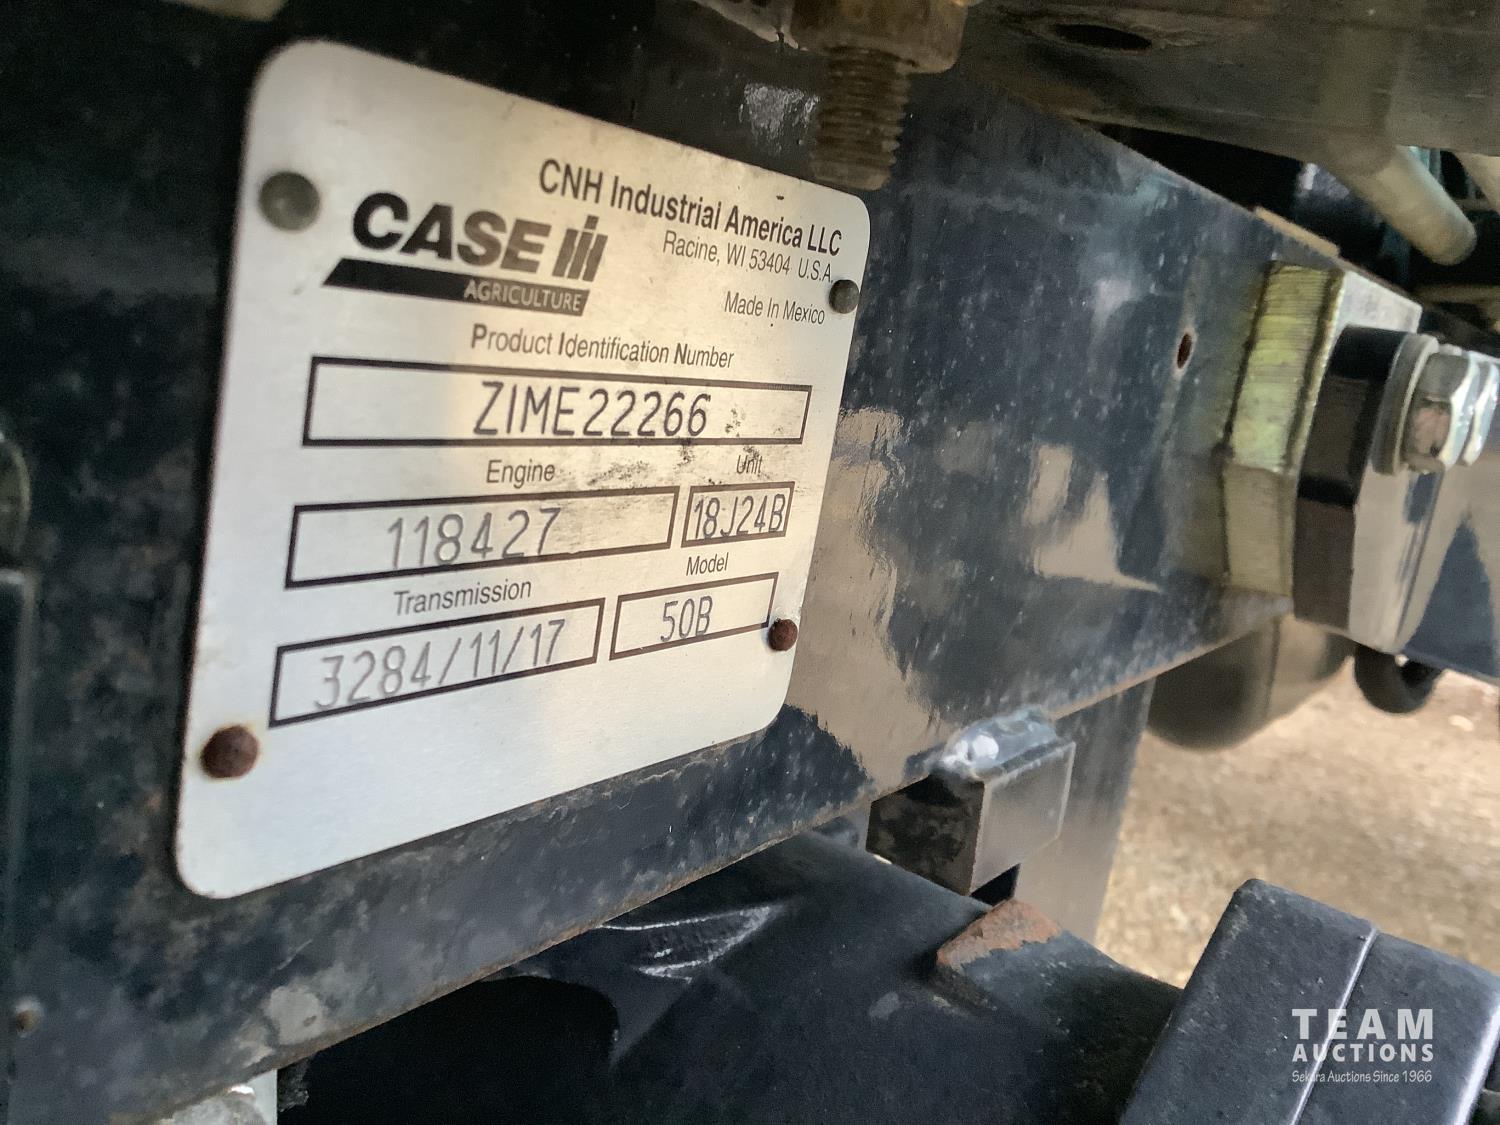 CNH Industrial America LLC
Racine, WI 53404 U.S.A.
CASE IH
AGRICULTURE
Made In Mexico
Product Identification Number
ZIME22266
Engine
Unit
118427
18J24B
Transmission
Model
3284/11/17
50B
TEAM
AUCTIONS
Sekura Auctions Since 1966